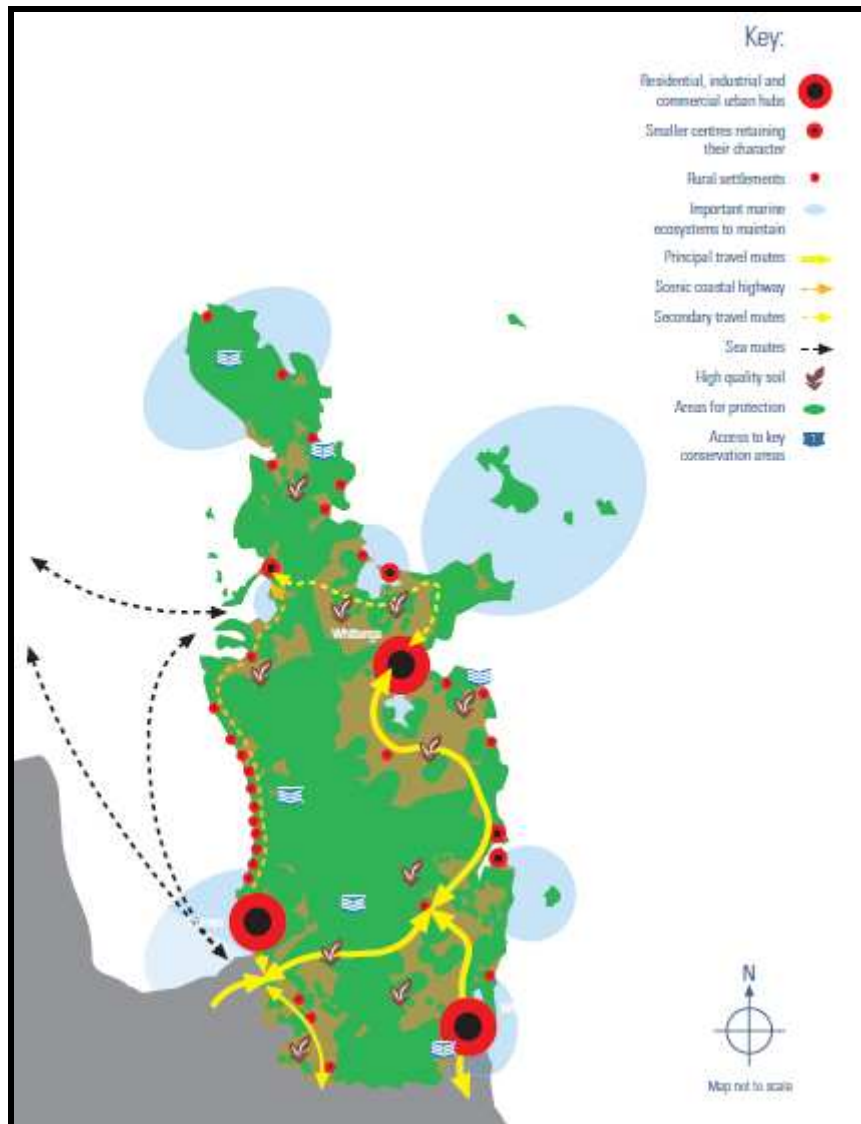 Key:
Residential, industrial and
commercial urban hubs
Smaller centres retaining
their character
Rural settlements
Important marine
ecosystems to maintain
Principal travel routes
Scenic coastal highway
Secondary travel routes
Sea routes
High quality soil
Areas for protection
Access to key
conservation areas
N
Map not to scale